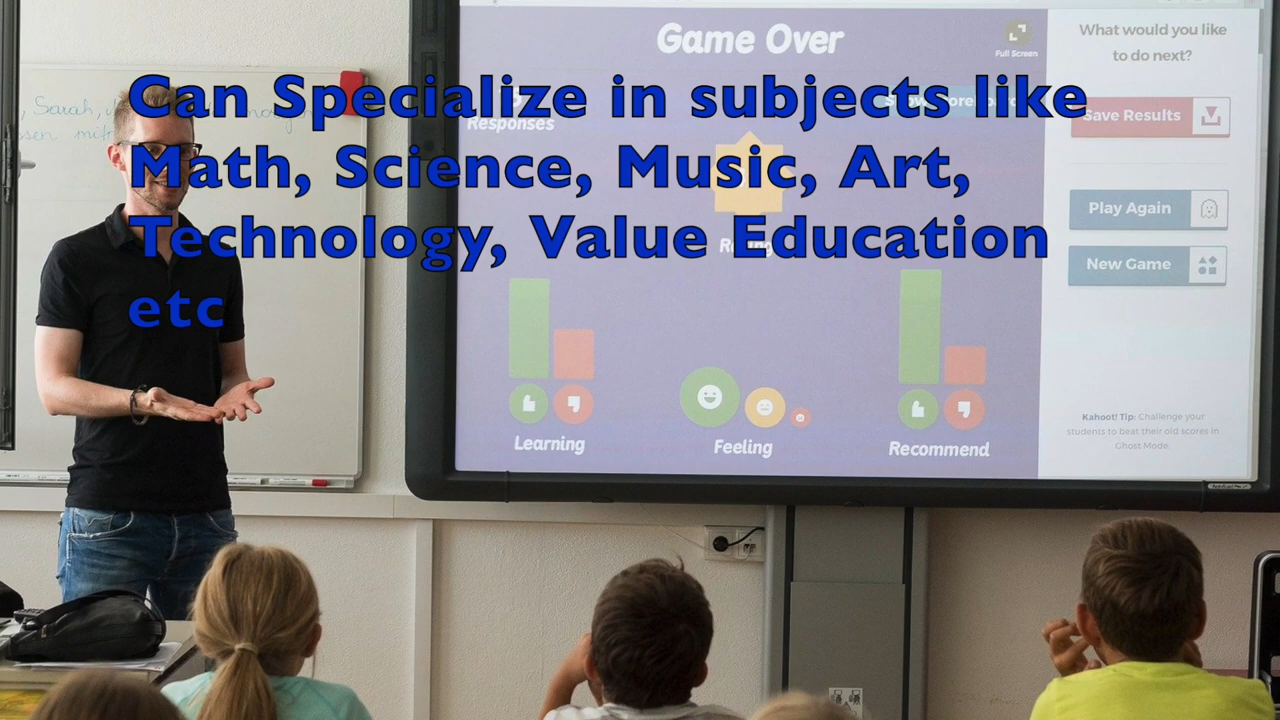 Game Over
Full Screen
What would you like
to do next?
Can Specialize in subjects like
Math, Science, Music, Art,
Technology, Value Education
etc
Sarah,
Responses
Save Results
Play Again
New Game
Learning
Feeling
Recommend
Kahoot! Tip: Challenge your
students to beat their old scores in
Ghost Mode